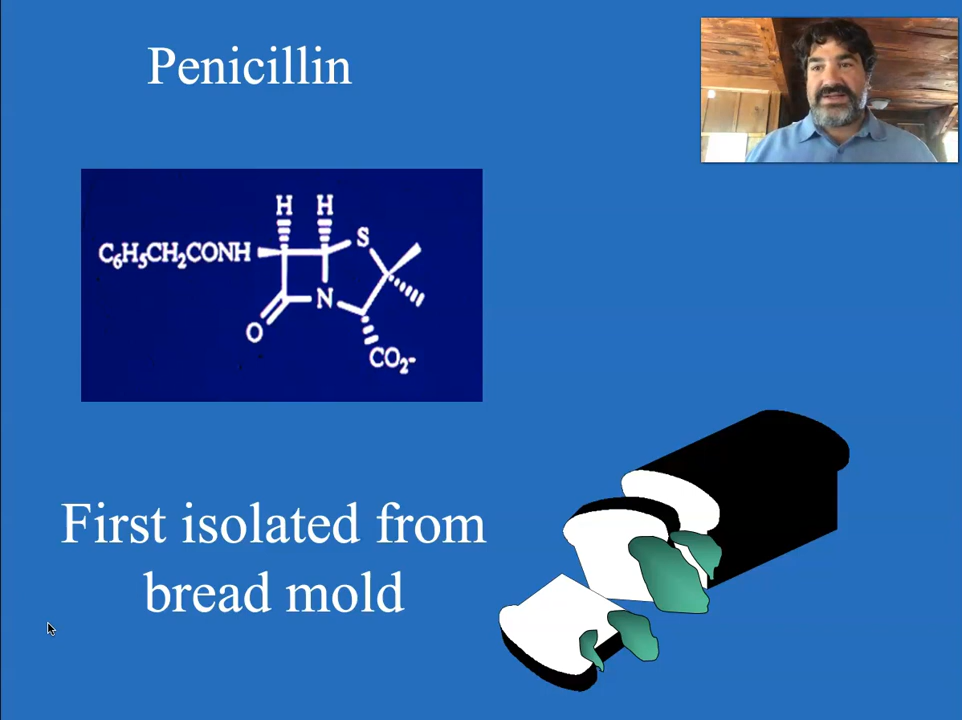 Penicillin
H H
C₆H₅CH₂CONH S
N
O
CO₂-
First isolated from
bread mold